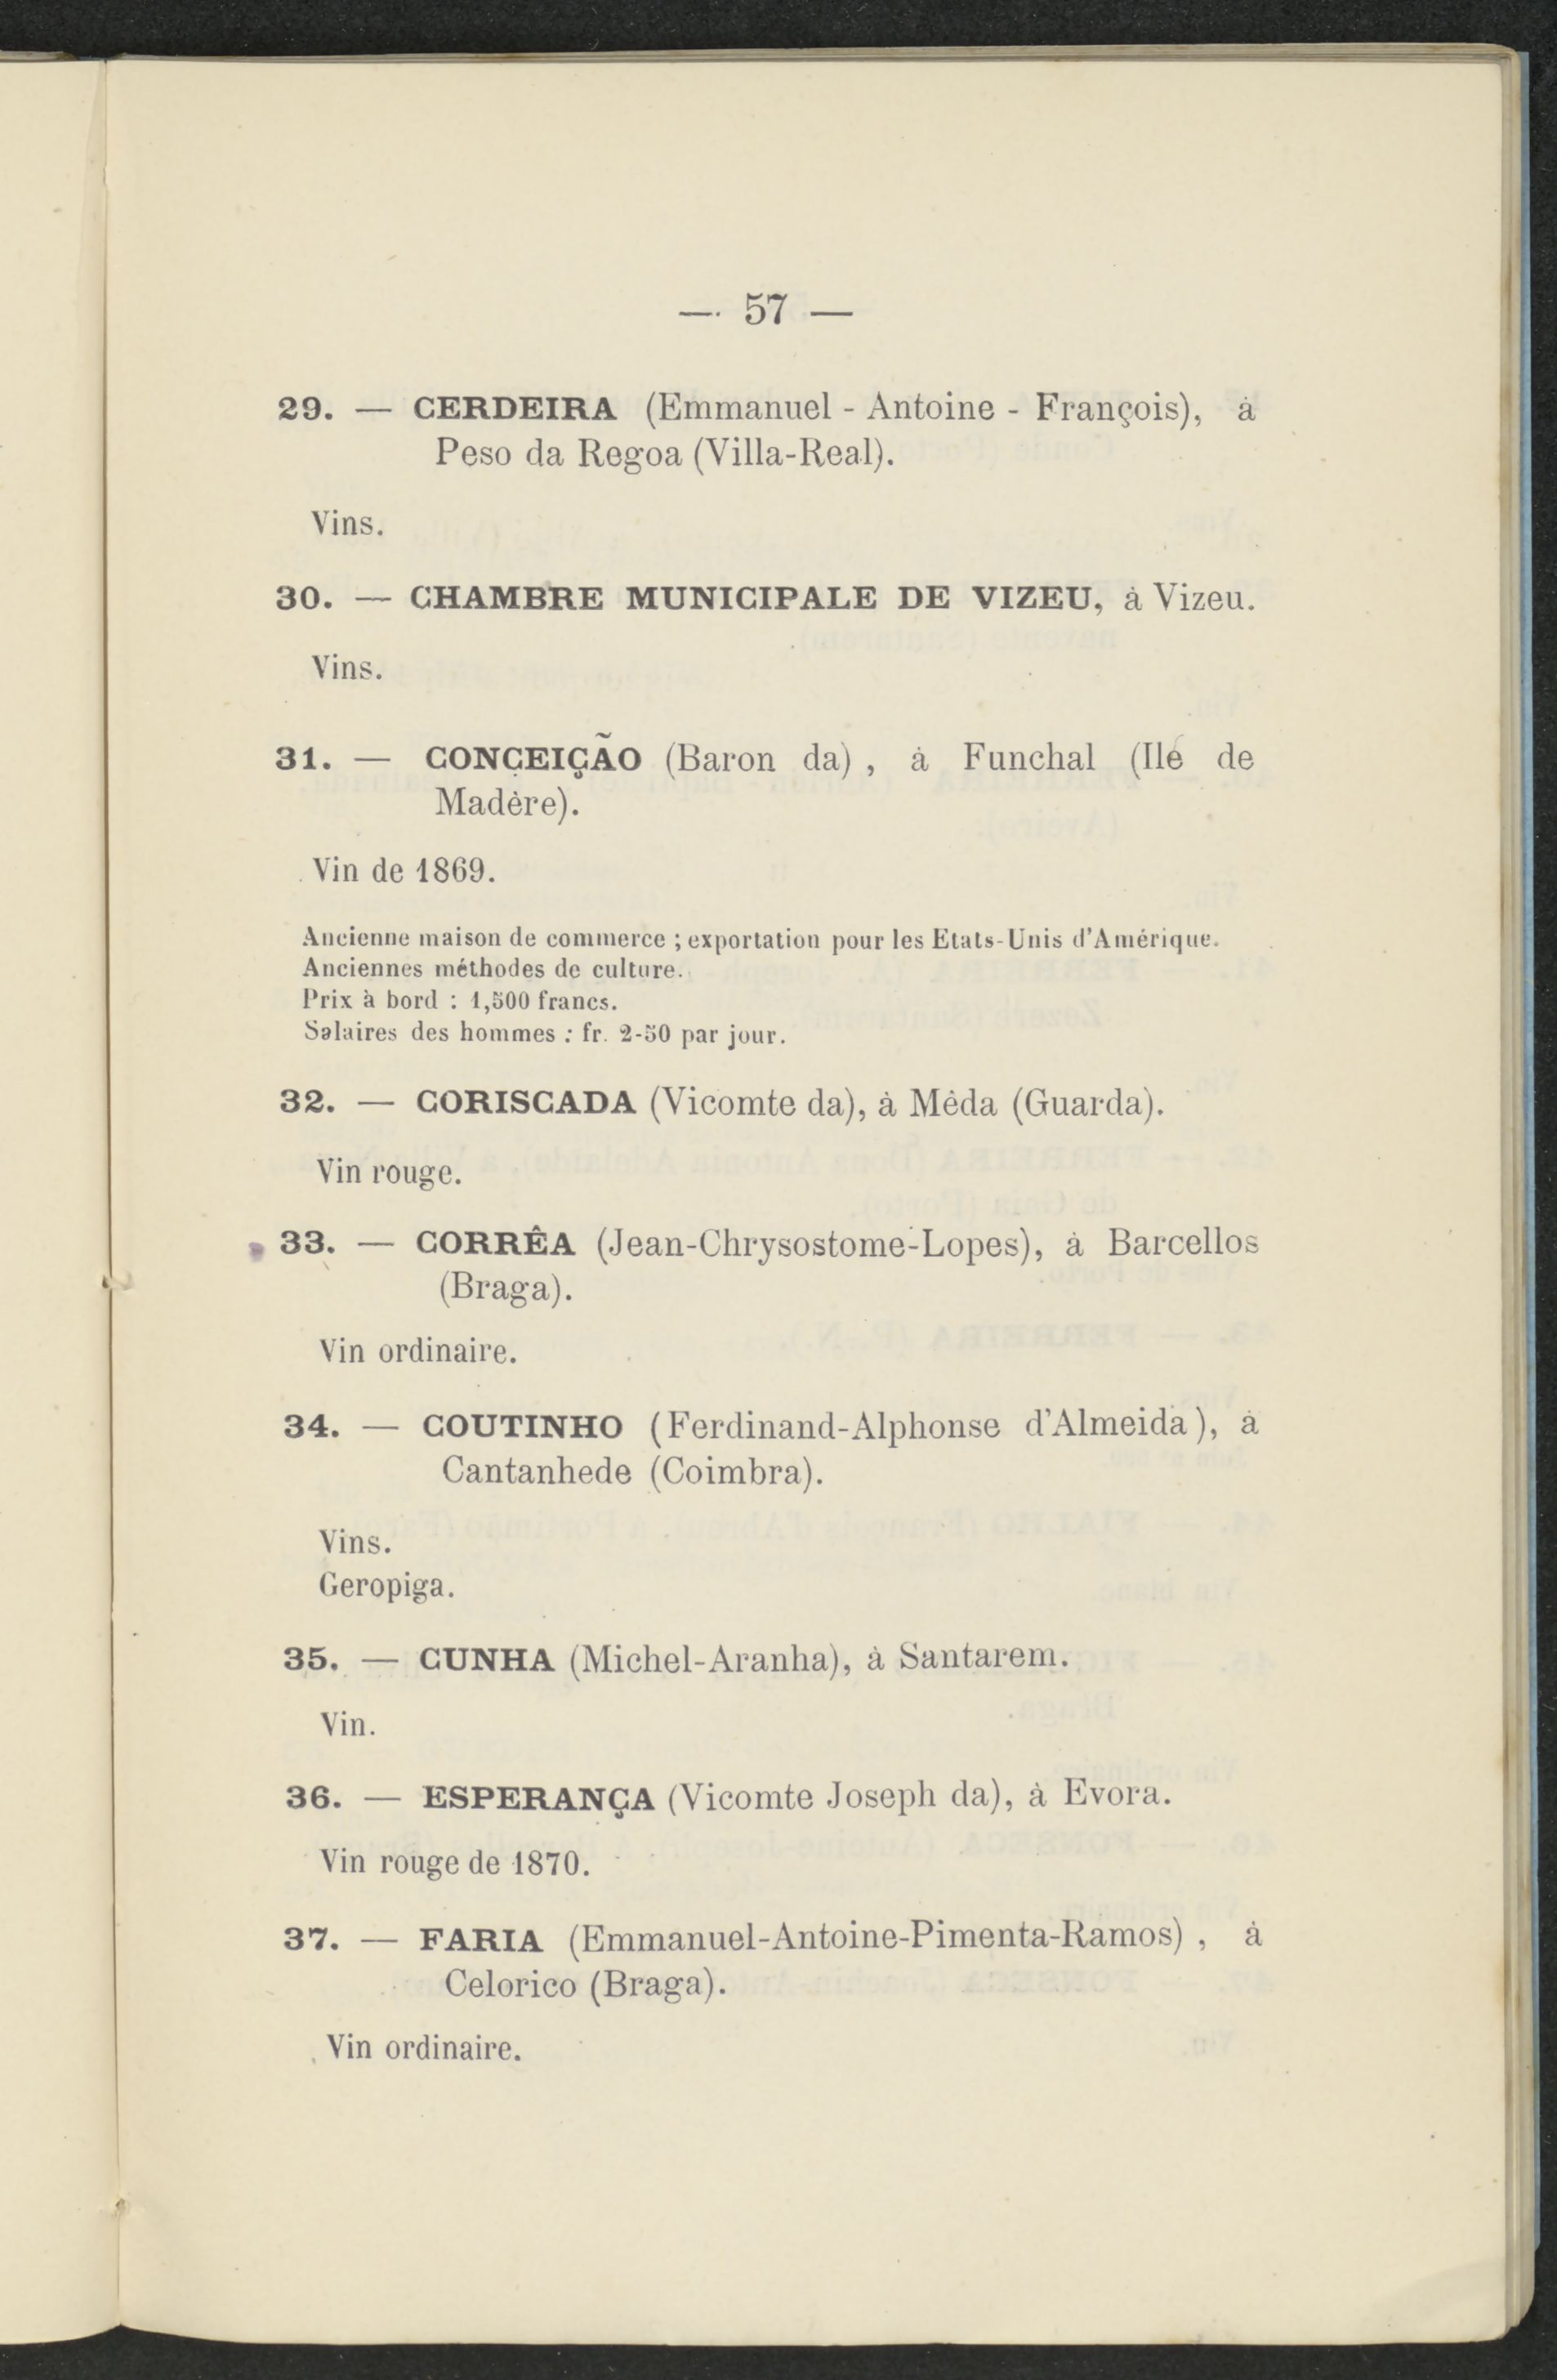 — 57 —
29. — CERDEIRA (Emmanuel - Antoine - François), à
Peso da Regoa (Villa-Real).
Vins.
30. — CHAMBRE MUNICIPALE DE VIZEU, à Vizeu.
Vins.
31. — CONÇEIÇÃO (Baron da), à Funchal (Ile de
Madère).
Vin de 1869.
Ancienne maison de commerce ; exportation pour les Etats-Unis d'Amérique.
Anciennes méthodes de culture.
Prix à bord : 1,500 francs.
Salaires des hommes : fr. 2-50 par jour.
32. — CORISCADA (Vicomte da), à Mêda (Guarda).
Vin rouge.
33. — CORRÊA (Jean-Chrysostome-Lopes), à Barcellos
(Braga).
Vin ordinaire.
34. — COUTINHO (Ferdinand-Alphonse d'Almeida), à
Cantanhede (Coimbra).
Vins.
Geropiga.
35. — CUNHA (Michel-Aranha), à Santarem.
Vin.
36. — ESPERANÇA (Vicomte Joseph da), à Evora.
Vin rouge de 1870.
37. — FARIA (Emmanuel-Antoine-Pimenta-Ramos), à
Celorico (Braga).
Vin ordinaire.